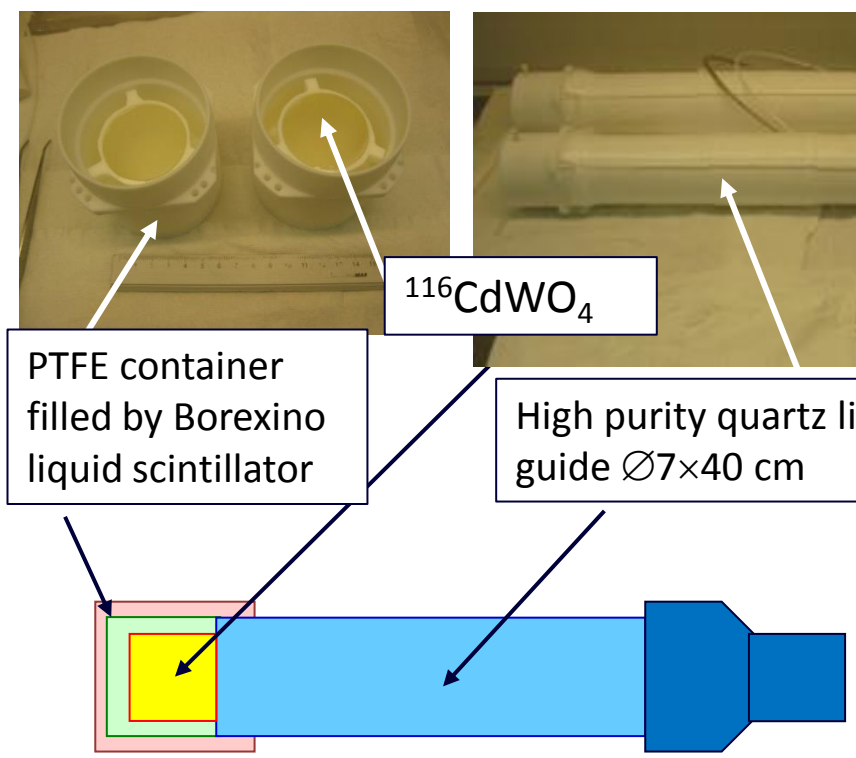 ¹¹⁶CdWO₄
PTFE container
filled by Borexino
liquid scintillator
High purity quartz li
guide ∅7×40 cm